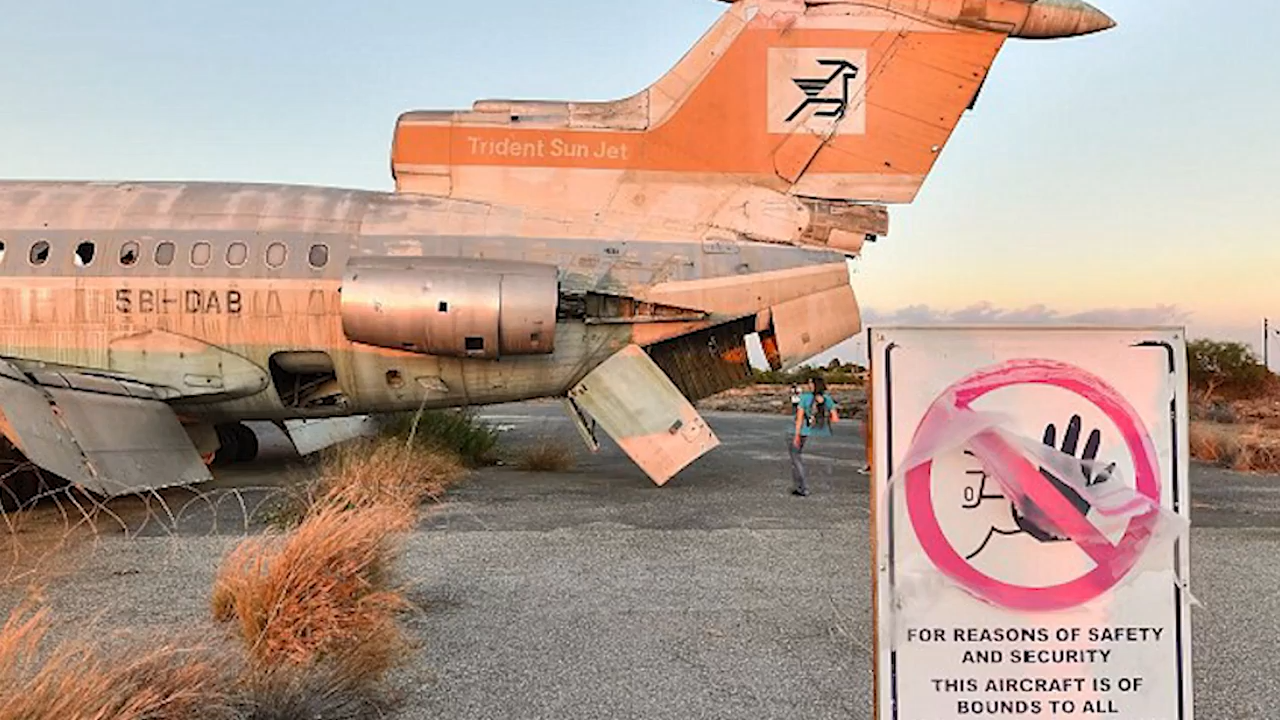 Trident Sun Jet
5B-DAB
FOR REASONS OF SAFETY
AND SECURITY
THIS AIRCRAFT IS OF
BOUNDS TO ALL